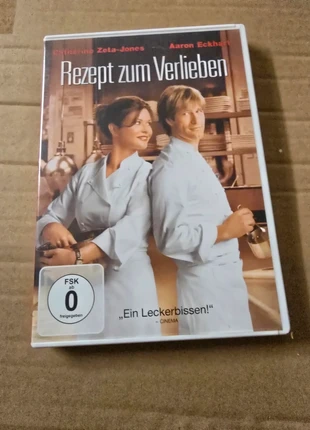 Catherine Zeta-Jones Aaron Eckhart
Rezept zum Verlieben
FSK
ab
0
freigegeben
„Ein Leckerbissen!“
– CINEMA